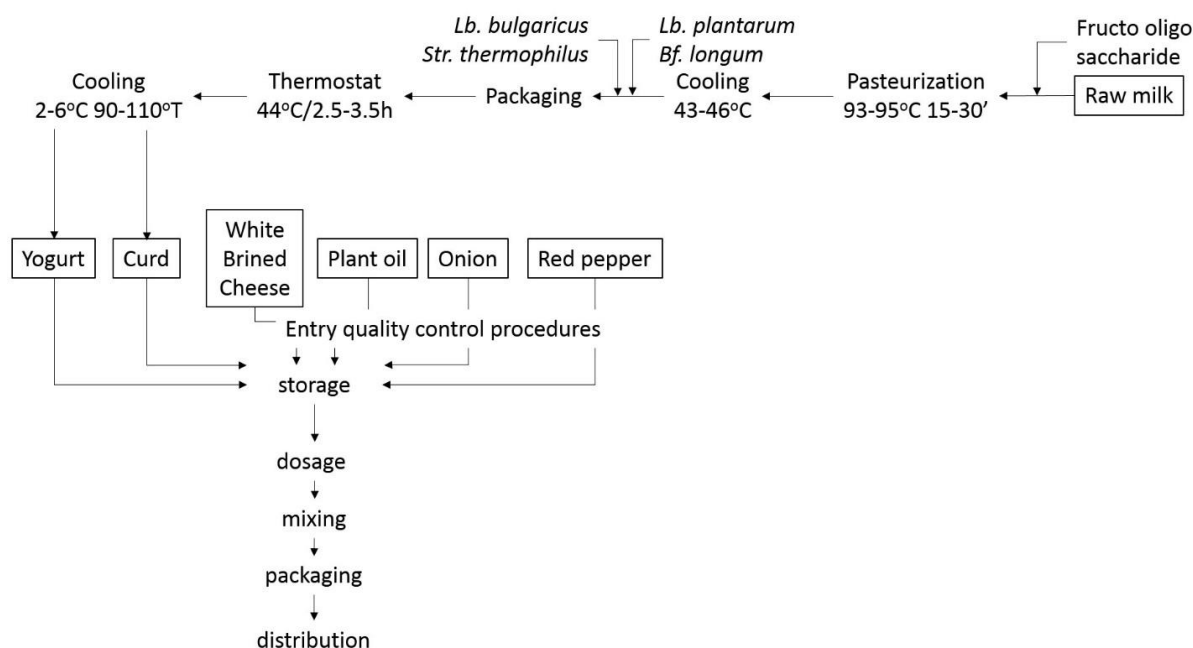 Lb. bulgaricus
Str. thermophilus
Lb. plantarum
Bf. longum
Fructo oligo
saccharide
Cooling
2-6°C 90-110°T
Thermostat
44°C/2.5-3.5h
Packaging
Cooling
43-46°C
Pasteurization
93-95°C 15-30’
Raw milk
Yogurt
Curd
White
Brined
Cheese
Plant oil
Onion
Red pepper
Entry quality control procedures
storage
dosage
mixing
packaging
distribution